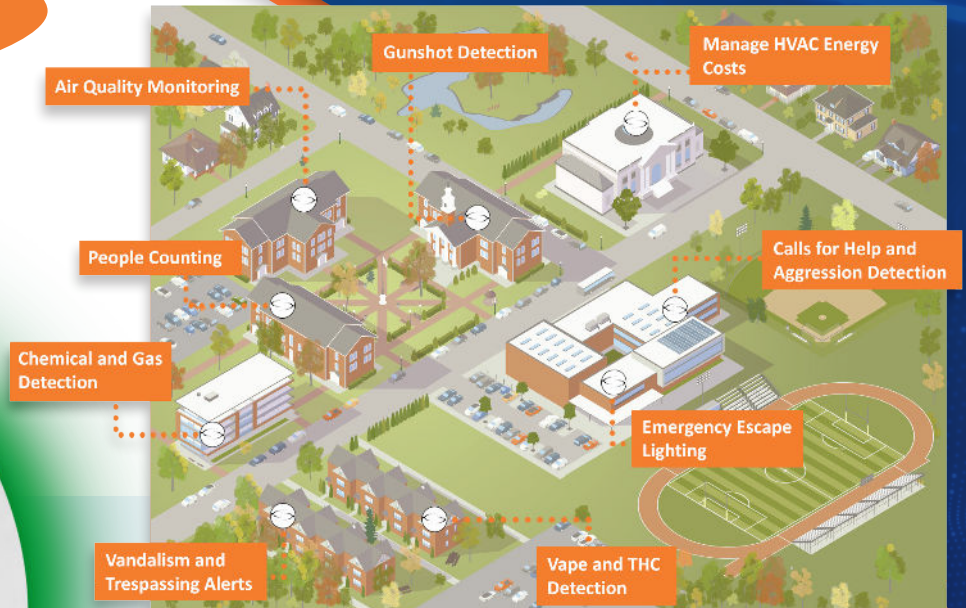 Gunshot Detection
Manage HVAC Energy
Costs
Air Quality Monitoring
People Counting
Calls for Help and
Aggression Detection
Chemical and Gas
Detection
Emergency Escape
Lighting
Vandalism and
Trespassing Alerts
Vape and THC
Detection